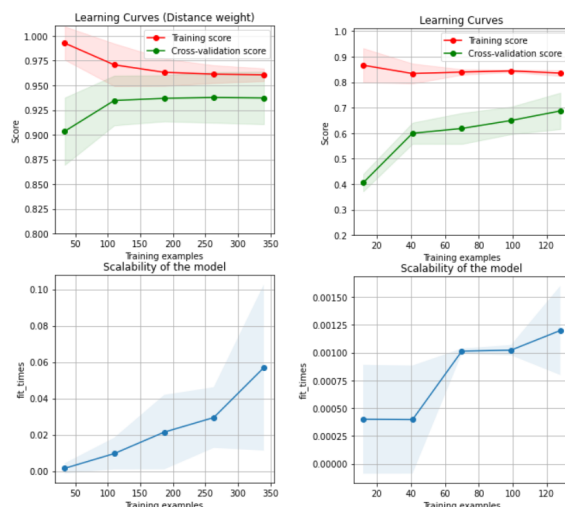 Learning Curves (Distance weight)
1.000
0.975
0.950
0.925
0.900
0.875
0.850
0.825
0.800
Score
Training score
Cross-validation score
50 100 150 200 250 300 350
Training examples
Learning Curves
1.0
0.9
0.8
0.7
0.6
0.5
0.4
0.3
0.2
Score
Training score
Cross-validation score
20 40 60 80 100 120
Training examples
Scalability of the model
0.10
0.08
0.06
0.04
0.02
0.00
fit_times
50 100 150 200 250 300 350
Training examples
Scalability of the model
0.00150
0.00125
0.00100
0.00075
0.00050
0.00025
0.00000
fit_times
20 40 60 80 100 120
Training examples